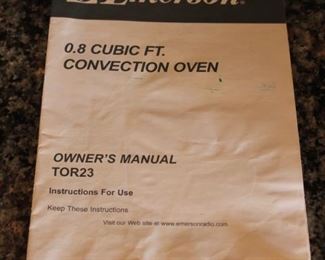 Emerson®
0.8 CUBIC FT.
CONVECTION OVEN
OWNER'S MANUAL
TOR23
Instructions For Use
Keep These Instructions
Visit our Web site at www.emersonradio.com